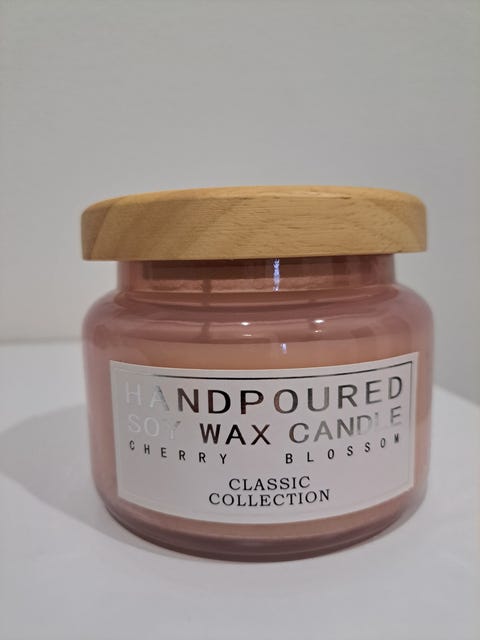 HANDPOURED
SOY WAX CANDLE
CHERRY BLOSSOM
CLASSIC
COLLECTION